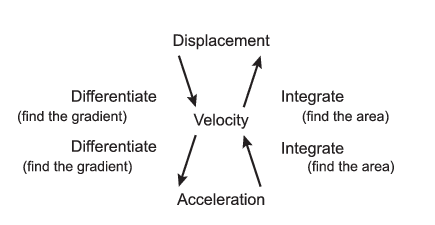 Displacement
Differentiate
(find the gradient)
Integrate
(find the area)
Velocity
Differentiate
(find the gradient)
Integrate
(find the area)
Acceleration